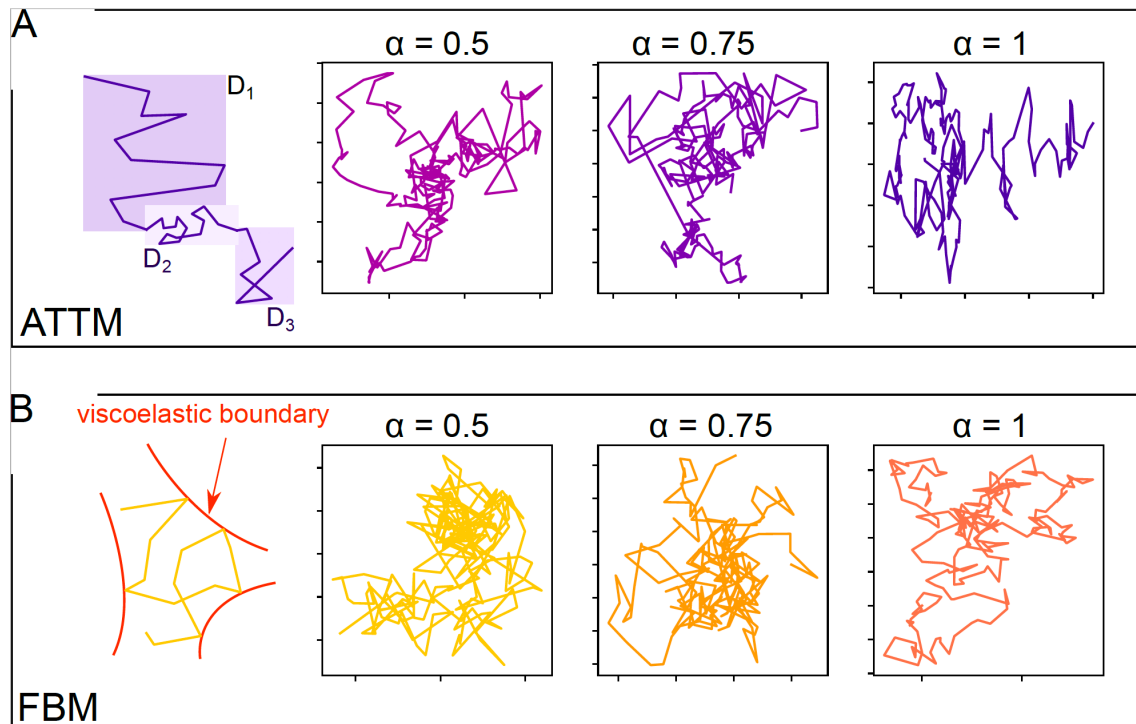 A
α = 0.5
α = 0.75
α = 1
D1
D2
D3
ATTM
B
viscoelastic boundary
α = 0.5
α = 0.75
α = 1
FBM